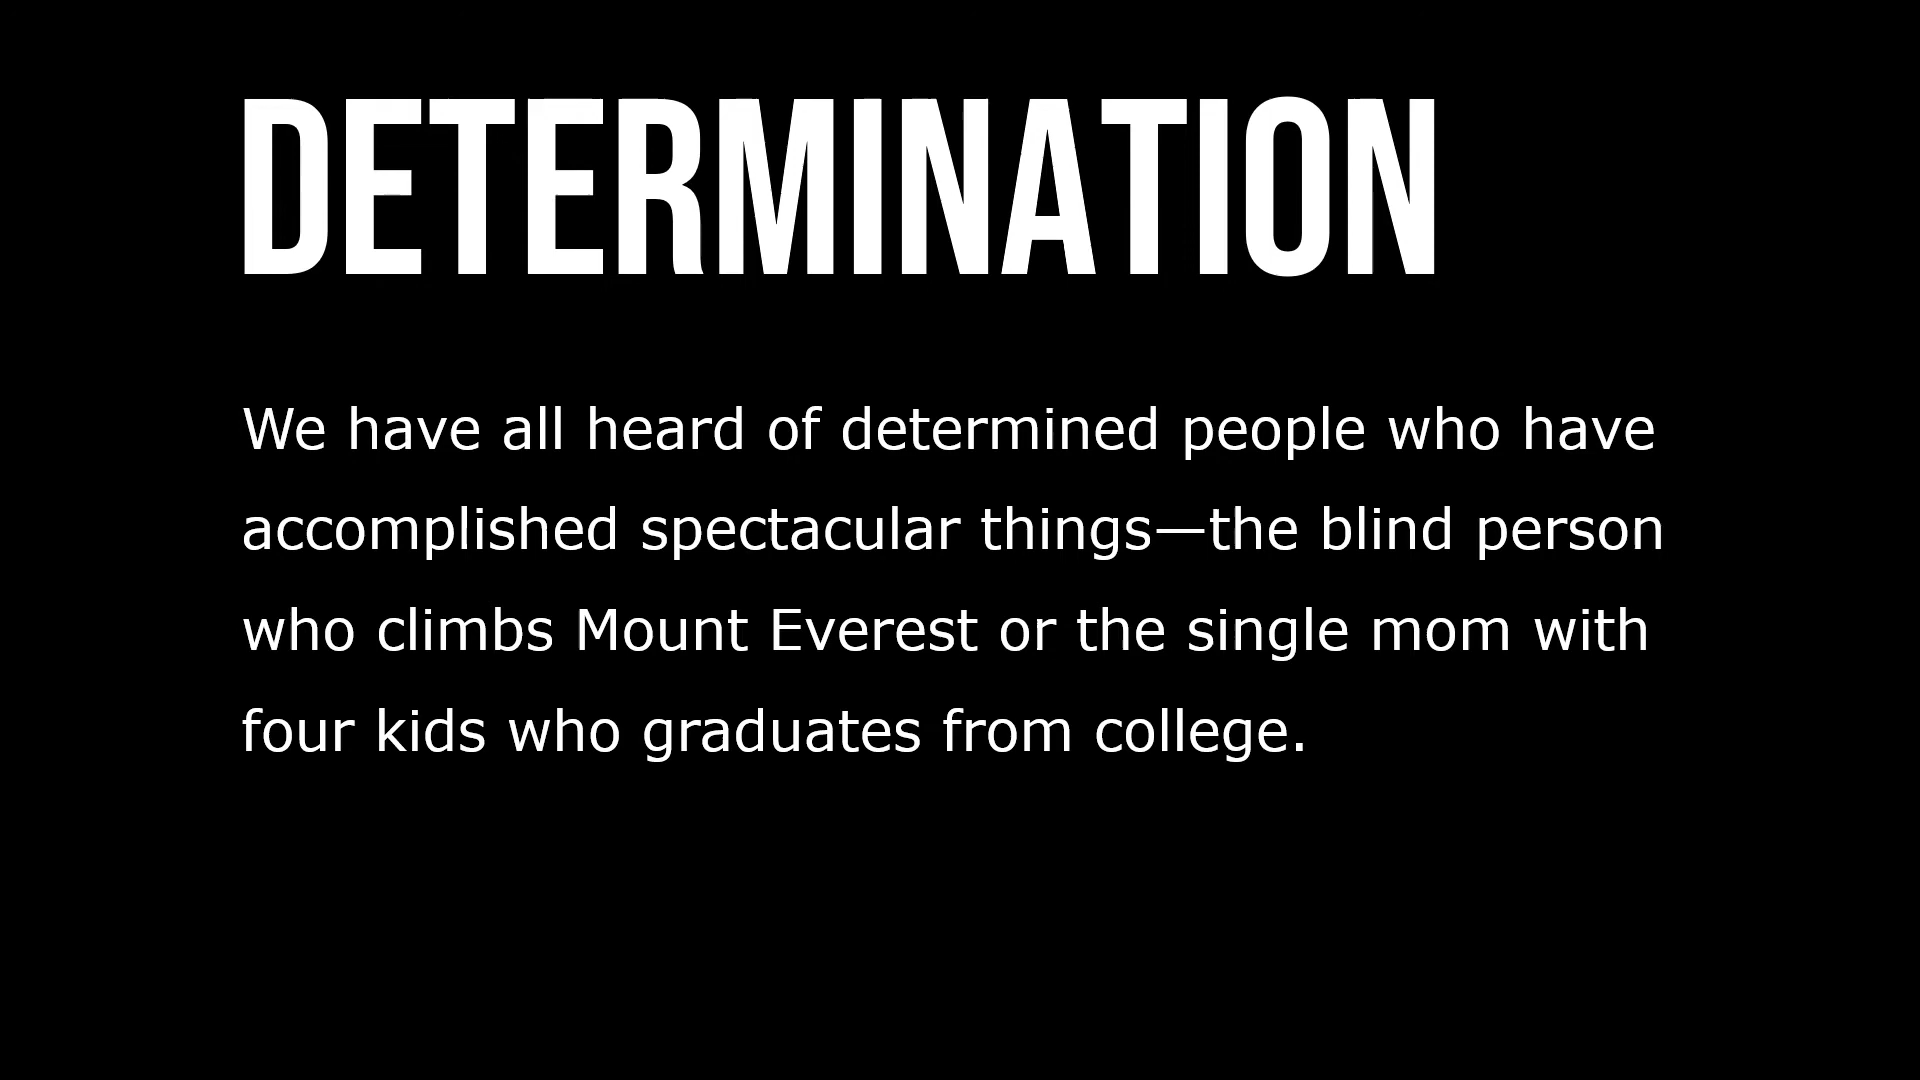 DETERMINATION
We have all heard of determined people who have
accomplished spectacular things—the blind person
who climbs Mount Everest or the single mom with
four kids who graduates from college.